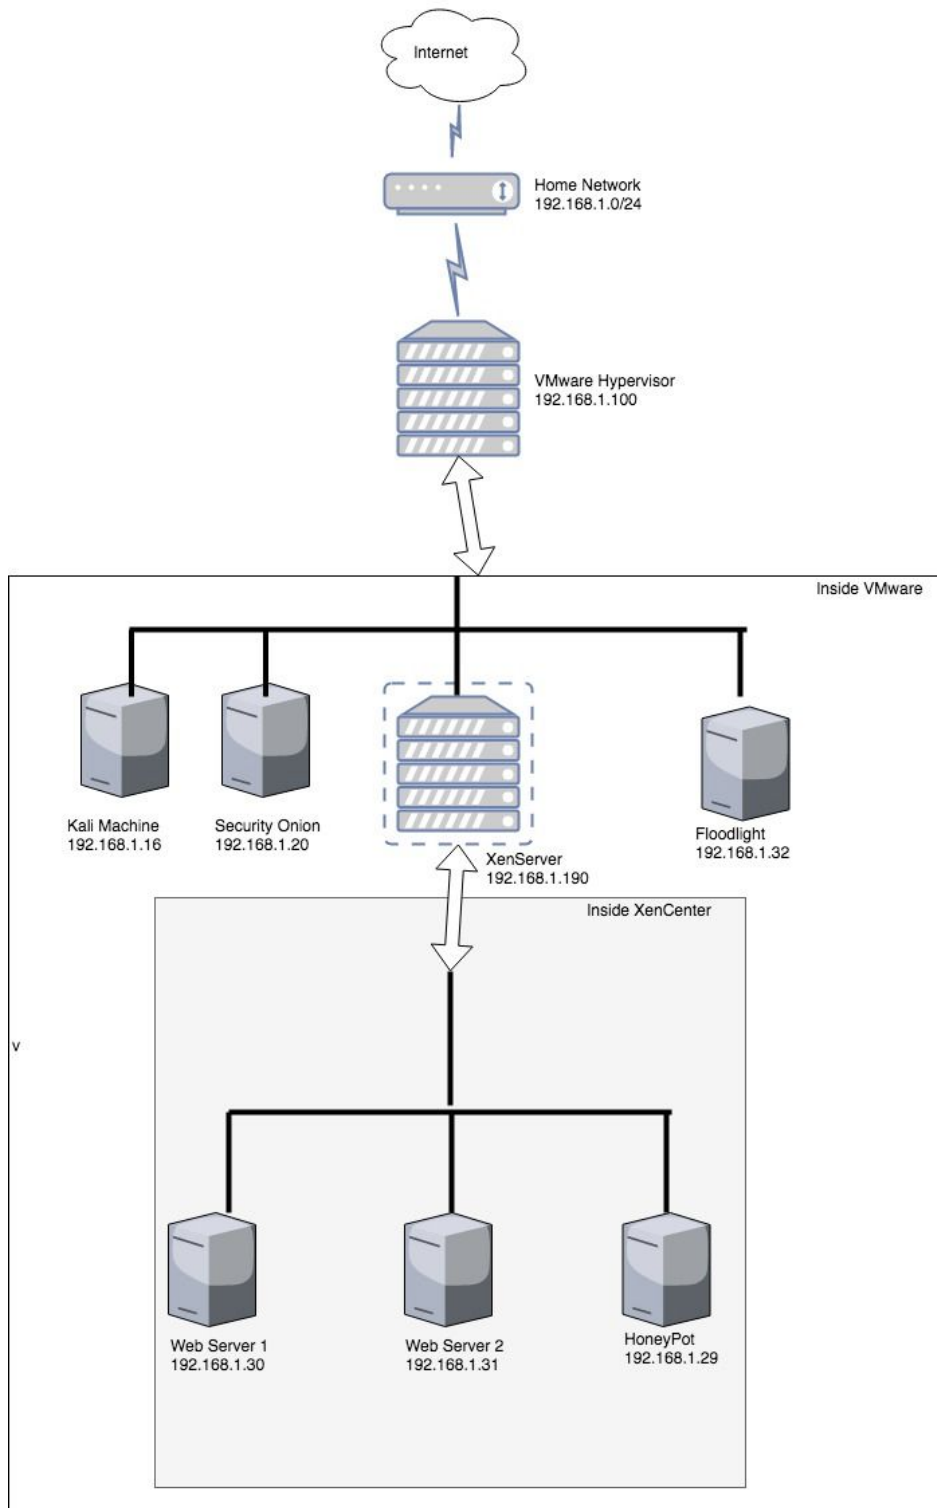 Internet
Home Network
192.168.1.0/24
VMware Hypervisor
192.168.1.100
Inside VMware
Kali Machine
192.168.1.16
Security Onion
192.168.1.20
XenServer
192.168.1.190
Floodlight
192.168.1.32
Inside XenCenter
v
Web Server 1
192.168.1.30
Web Server 2
192.168.1.31
HoneyPot
192.168.1.29